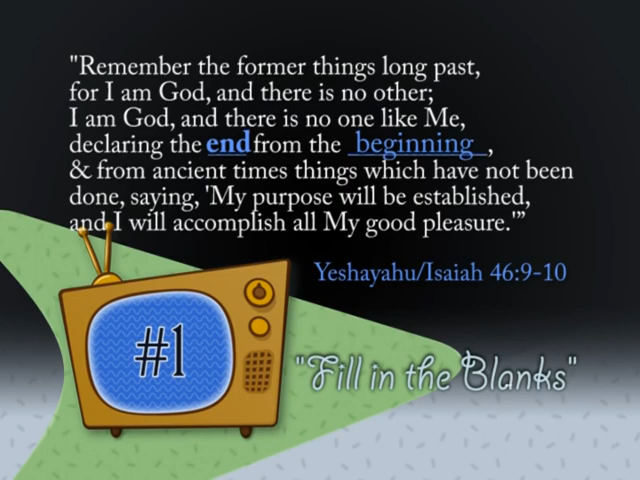 "Remember the former things long past,
for I am God, and there is no other;
I am God, and there is no one like Me,
declaring the end from the beginning,
& from ancient times things which have not been
done, saying, 'My purpose will be established,
and I will accomplish all My good pleasure.'”
Yeshayahu/Isaiah 46:9-10
#1
"Fill in the Blanks"